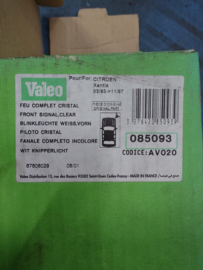 Valeo
Pour/For: CITROEN
Xantia
03/93->11/97
FEU COMPLET CRISTAL
FRONT SIGNAL,CLEAR
BLINKLEUCHTE WEISS,VORN
PILOTO CRISTAL
FANALE COMPLETO INCOLORE
WIT KNIPPERLICHT
085093
CODICE: AV020
87608039 08/01
MADE IN FRANCE